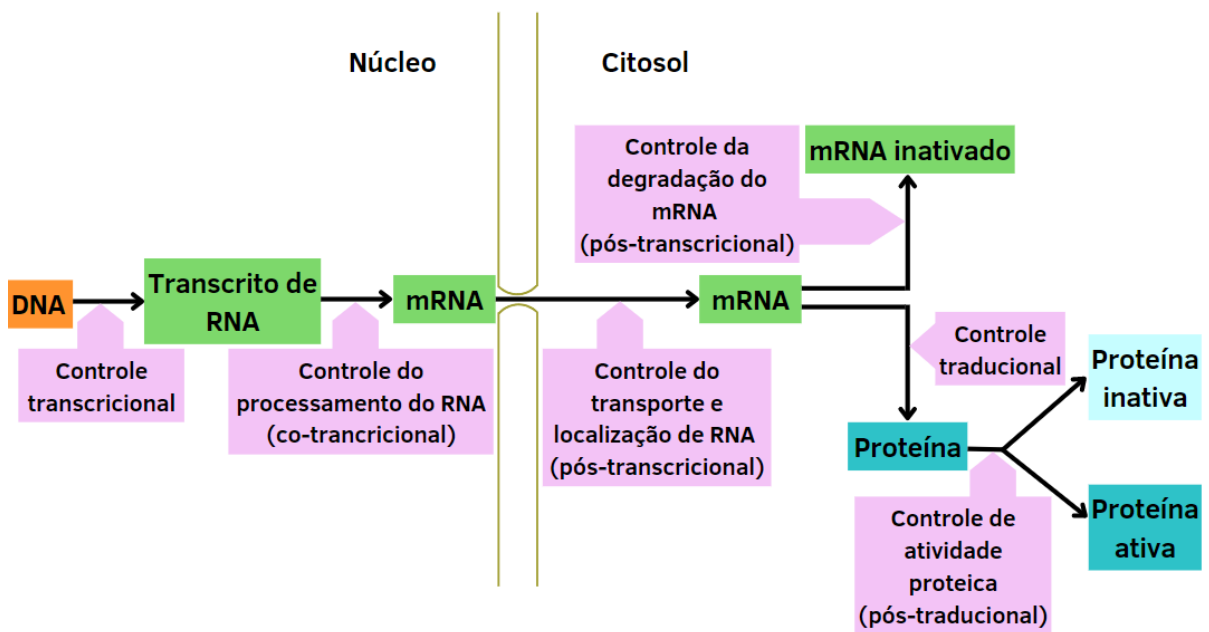 Núcleo
Citosol
Controle da
degradação do
mRNA
(pós-transcricional)
mRNA inativado
DNA
Transcrito de
RNA
mRNA
mRNA
Controle
transcricional
Controle do
processamento do RNA
(co-trancricional)
Controle do
transporte e
localização de RNA
(pós-transcricional)
Controle
traducional
Proteína
inativa
Proteína
Proteína
ativa
Controle de
atividade
proteica
(pós-traducional)